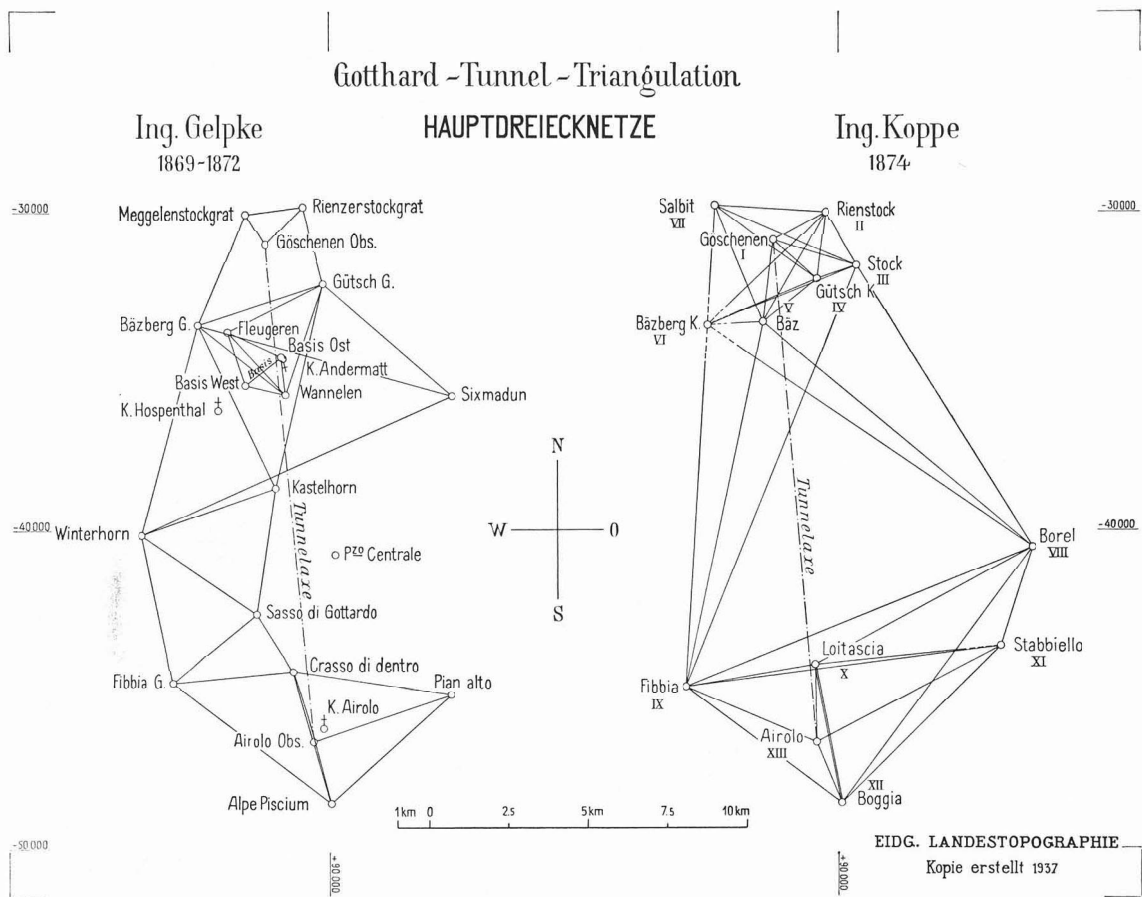 Gotthard-Tunnel-Triangulation
HAUPTDREIECKNETZE
Ing. Gelpke
1869-1872
Ing. Koppe
1874
-30000
Meggelenstockgrat
Rienzerstockgrat
Göschenen Obs.
Gütsch G.
Bäzberg G.
Fleugeren
Basis Ost
Basis
K. Andermatt
Basis West
Wannelen
Sixmadun
K. Hospenthal
Kastelhorn
-40000
Winterhorn
Tunnelaxe
Pzo Centrale
Sasso di Gottardo
Crasso di dentro
Fibbia G.
Pian alto
K. Airolo
Airolo Obs.
Alpe Piscium
-50000
+90000
N
W
O
S
1km 0 2.5 5km 7.5 10km
Salbit
VII
Rienstock
II
-30000
Göschenen
I
Stock
III
Gütsch K.
IV
Bäzberg K.
VI
V
Bäz
Tunnelaxe
-40000
Borel
VIII
Loitascia
X
Stabbiello
XI
Fibbia
IX
Airolo
XIII
XII
Boggia
+90000
EIDG. LANDESTOPOGRAPHIE
Kopie erstellt 1937